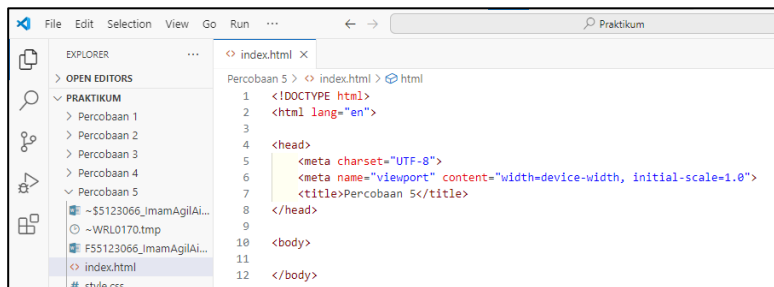 File Edit Selection View Go Run ··· ← → Praktikum
EXPLORER ···
index.html ×
OPEN EDITORS
Percobaan 5 > index.html > html
PRAKTIKUM
Percobaan 1
Percobaan 2
Percobaan 3
Percobaan 4
Percobaan 5
~$5123066_ImamAgilAi...
~WRL0170.tmp
F55123066_ImamAgilAi...
index.html
style.css
1 <!DOCTYPE html>
2 <html lang="en">
3
4 <head>
5 <meta charset="UTF-8">
6 <meta name="viewport" content="width=device-width, initial-scale=1.0">
7 <title>Percobaan 5</title>
8 </head>
9
10 <body>
11
12 </body>